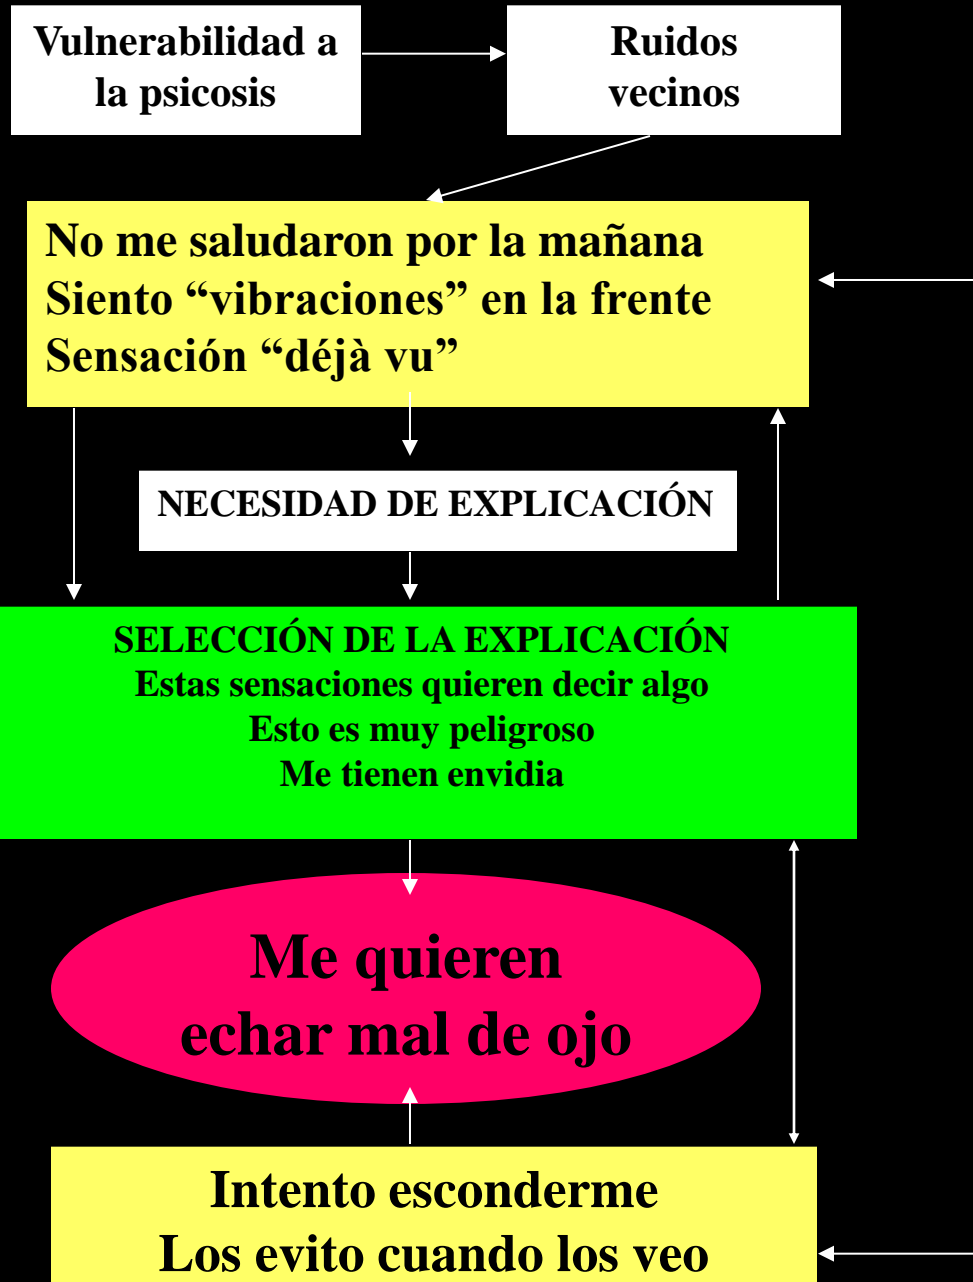 Vulnerabilidad a
la psicosis
Ruidos
vecinos
No me saludaron por la mañana
Siento “vibraciones” en la frente
Sensación “déjà vu”
NECESIDAD DE EXPLICACIÓN
SELECCIÓN DE LA EXPLICACIÓN
Estas sensaciones quieren decir algo
Esto es muy peligroso
Me tienen envidia
Me quieren
echar mal de ojo
Intento esconderme
Los evito cuando los veo